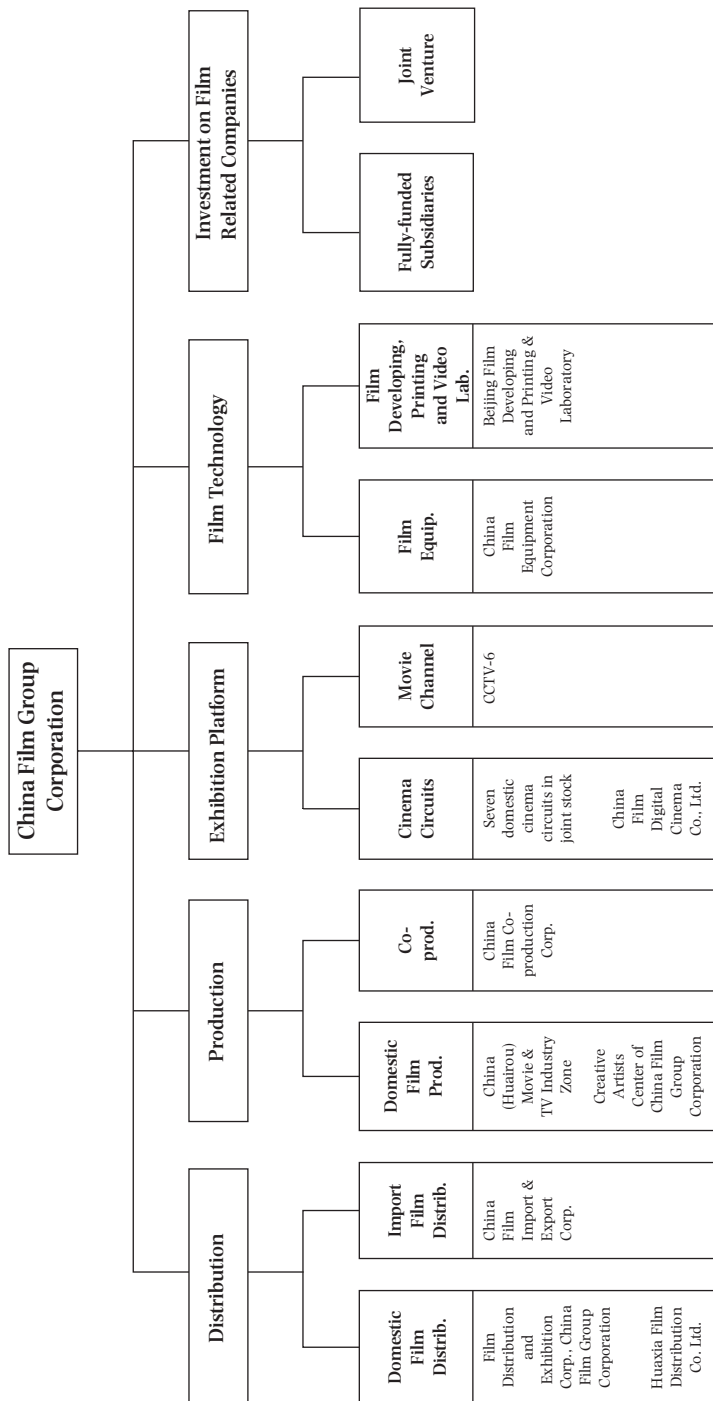 China Film Group
Corporation
Distribution
Production
Exhibition Platform
Film Technology
Investment on Film
Related Companies
Domestic
Film
Distrib.
Import
Film
Distrib.
Domestic
Film
Prod.
Co-
prod.
Cinema
Circuits
Movie
Channel
Film
Equip.
Film
Developing,
Printing
and Video
Lab.
Fully-funded
Subsidiaries
Joint
Venture
Film
Distribution
and
Exhibition
Corp., China
Film Group
Corporation
Huaxia Film
Distribution
Co. Ltd.
China
Film
Import &
Export
Corp.
China
(Huairou)
Movie &
TV Industry
Zone
Creative
Artists
Center of
China Film
Group
Corporation
China
Film Co-
production
Corp.
Seven
domestic
cinema
circuits in
joint stock
China
Film
Digital
Cinema
Co., Ltd.
CCTV-6
China
Film
Equipment
Corporation
Beijing Film
Developing
and Printing &
Video
Laboratory